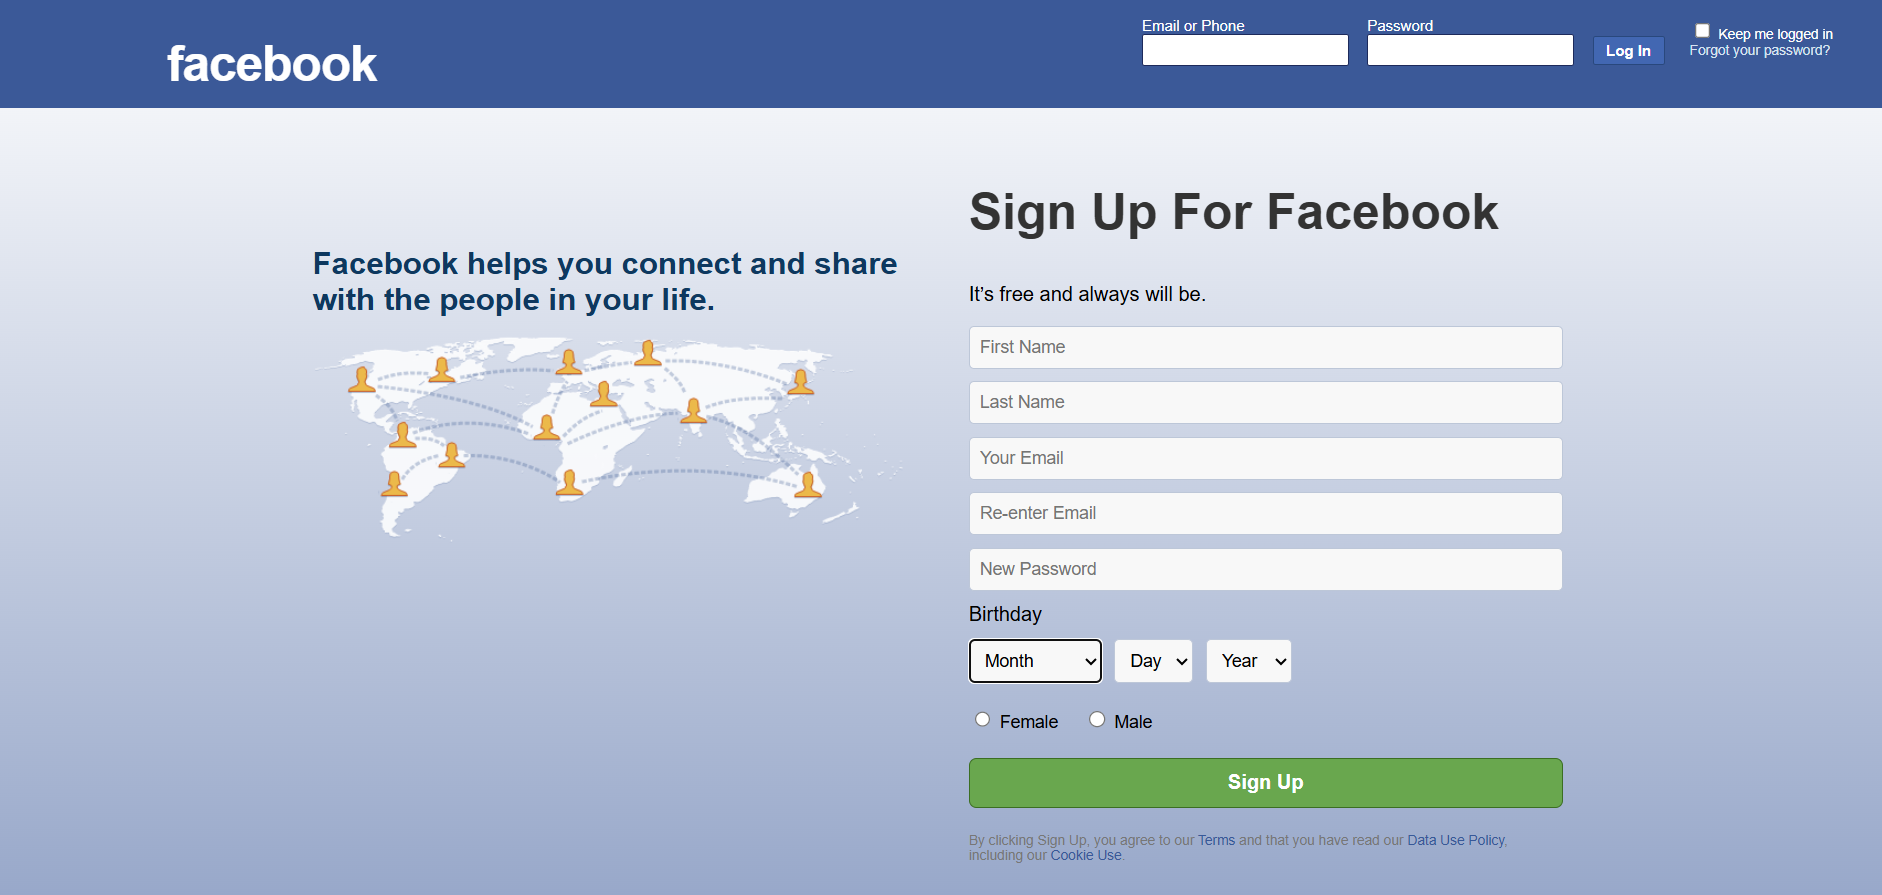 facebook
Email or Phone
Password
Log In
Keep me logged in
Forgot your password?
Facebook helps you connect and share
with the people in your life.
Sign Up For Facebook
It’s free and always will be.
First Name
Last Name
Your Email
Re-enter Email
New Password
Birthday
Month Day Year
Female Male
Sign Up
By clicking Sign Up, you agree to our Terms and that you have read our Data Use Policy,
including our Cookie Use.